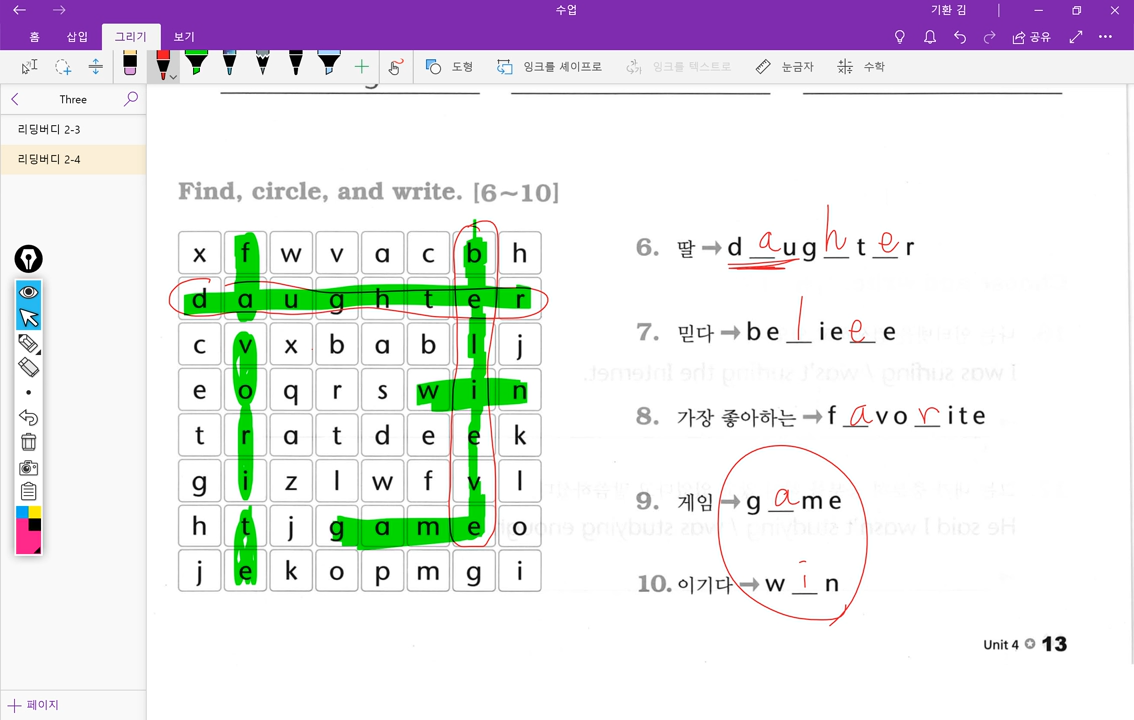 수업
기환 김
홈 삽입 그리기 보기
도형 잉크를 셰이프로 잉크를 텍스트로 눈금자 수학
공유
Three
리딩버디 2-3
리딩버디 2-4
페이지
Find, circle, and write. [6~10]
x f w v a c b h
d a u g h t e r
c v x b a b l j
e o q r s w i n
t r a t d e e k
g i z l w f v l
h t j g a m e o
j e k o p m g i
6. 딸 → d a u g h t e r
7. 믿다 → b e l i e e e
8. 가장 좋아하는 → f a v o r i t e
9. 게임 → g a m e
10. 이기다 → w i n
I was surfing / wasn't surfing the Internet.
He said I wasn't studying / was studying enough
Unit 4 13